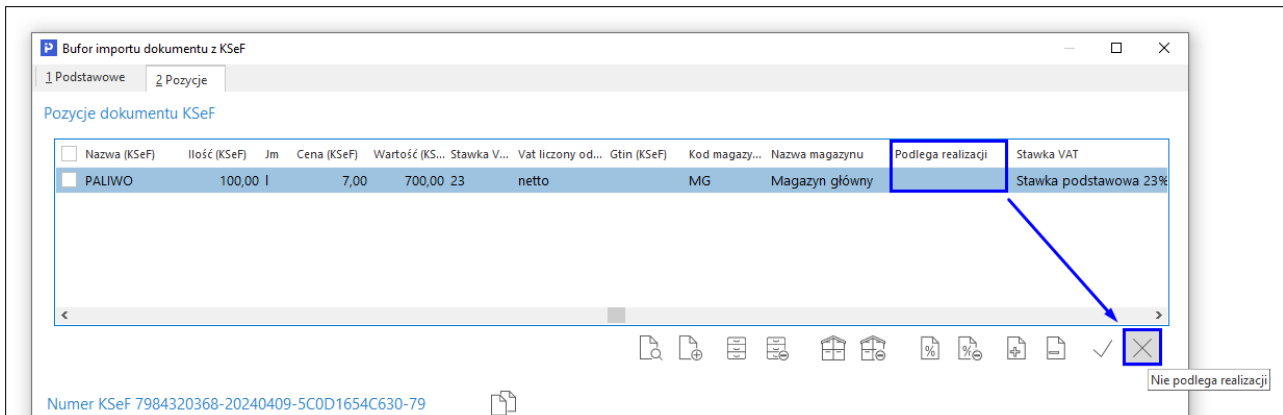 Bufor importu dokumentu z KSeF
1 Podstawowe 2 Pozycje
Pozycje dokumentu KSeF
Nazwa (KSeF) Ilość (KSeF) Jm Cena (KSeF) Wartość (KS... Stawka V... Vat liczony od... Gtin (KSeF) Kod magazy... Nazwa magazynu Podlega realizacji Stawka VAT
PALIWO 100,00 l 7,00 700,00 23 netto MG Magazyn główny Stawka podstawowa 23%
Nie podlega realizacji
Numer KSeF 7984320368-20240409-5C0D1654C630-79